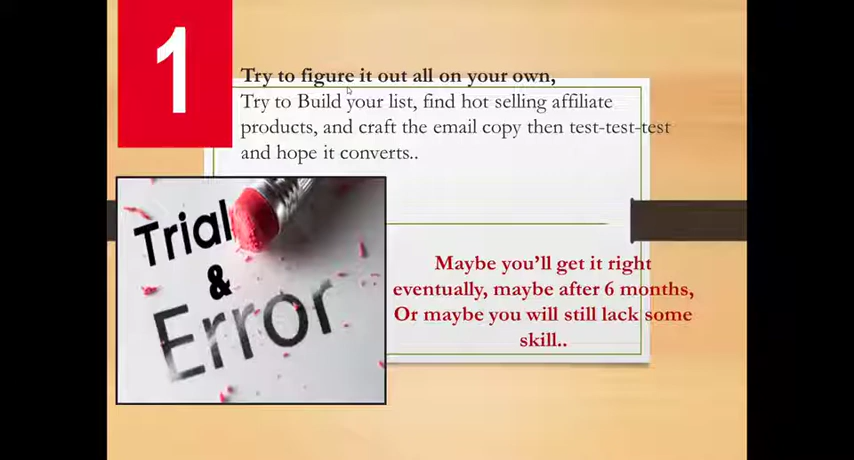 1
Try to figure it out all on your own,
Try to Build your list, find hot selling affiliate
products, and craft the email copy then test-test-test
and hope it converts..
Trial
&
Error
Maybe you’ll get it right
eventually, maybe after 6 months,
Or maybe you will still lack some
skill..